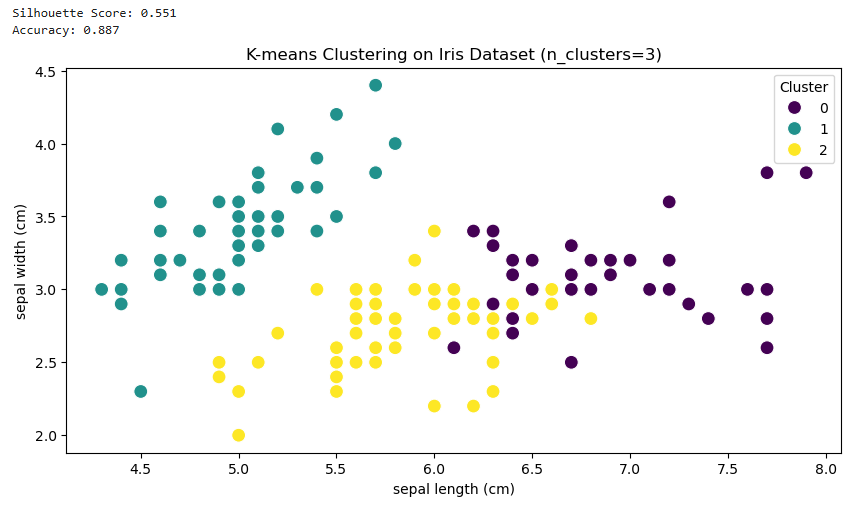 Silhouette Score: 0.551
Accuracy: 0.887
K-means Clustering on Iris Dataset (n_clusters=3)
Cluster
0
1
2
4.5
4.0
3.5
3.0
2.5
2.0
sepal width (cm)
4.5 5.0 5.5 6.0 6.5 7.0 7.5 8.0
sepal length (cm)